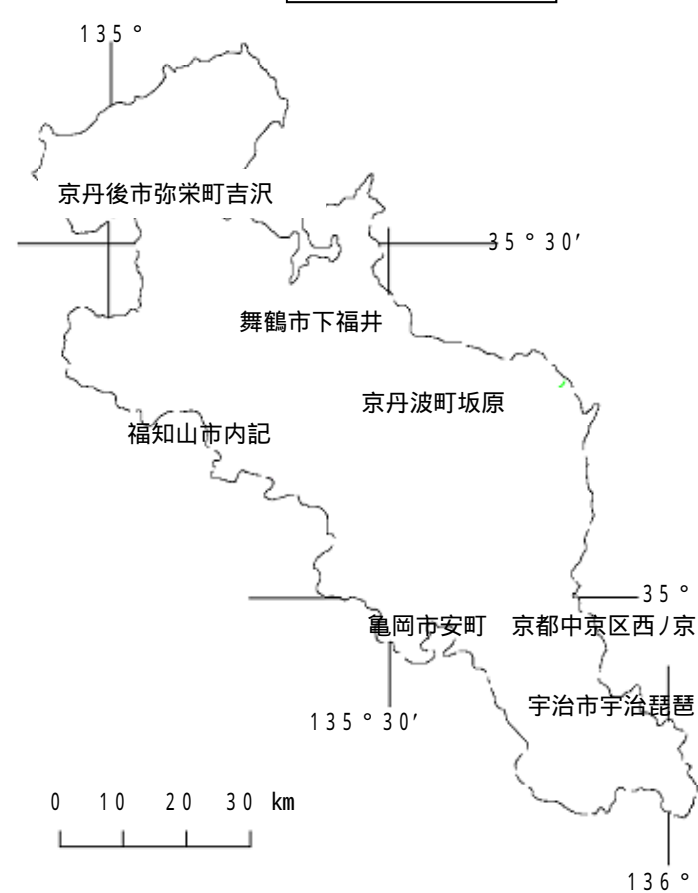 135°
京丹後市弥栄町吉沢
35°30′
舞鶴市下福井
京丹波町坂原
福知山市内記
35°
亀岡市安町 京都中京区西ノ京
宇治市宇治琵琶
135°30′
0 10 20 30 km
136°